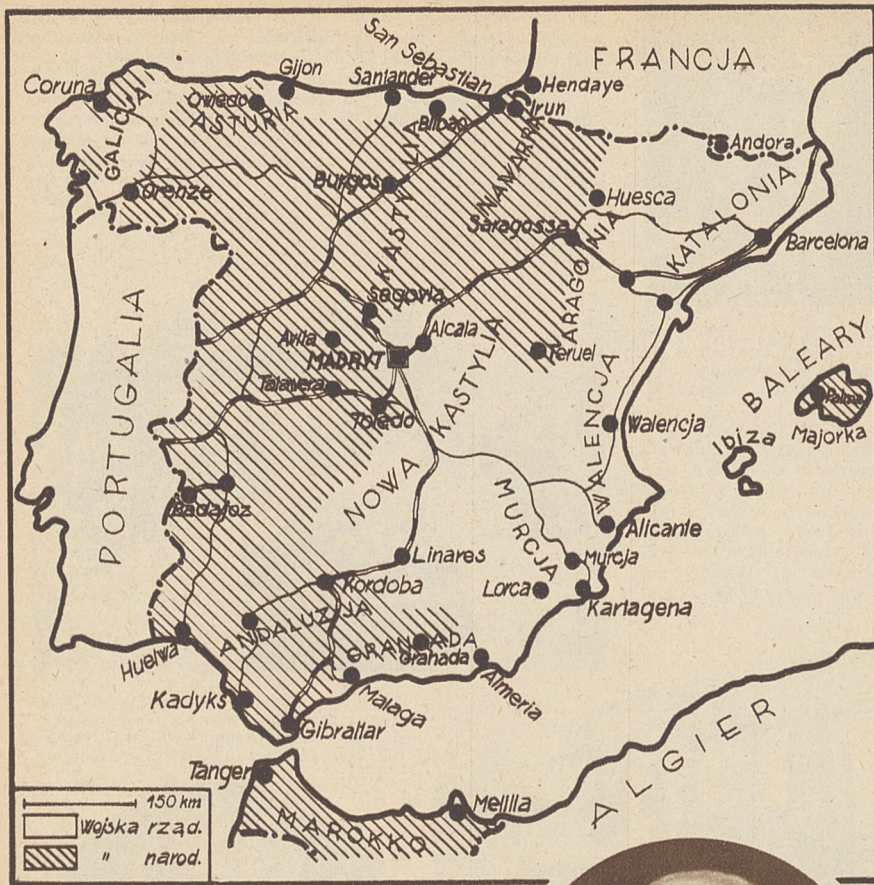 FRANCJA
San Sebastian
Hendaye
Irun
Coruna
Gijon
Santander
Oviedo
ASTURIA
Bilbao
GALICJA
NAWARRA
Andora
Orenze
Burgos
KASTYLIA
Huesca
Saragossa
ARAGONIA
KATALONIA
Barcelona
Segovia
Alcala
Avila
MADRYT
Teruel
Talavera
Toledo
NOWA KASTYLIA
PORTUGALIA
WALENCJA
Walencja
BALEARY
Palma
Majorka
Ibiza
Badajoz
MURCJA
Alicante
Linares
Murcja
Kordoba
Lorca
Kartagena
ANDALUZJA
GRANADA
Granada
Huelwa
Almeria
Kadyks
Malaga
Gibraltar
Tanger
Melilla
MAROKKO
ALGIER
150 km
Wojska rząd.
" narod.